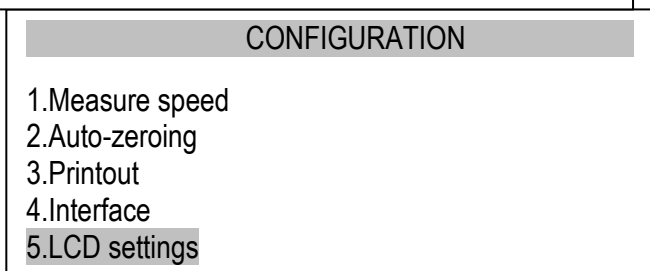 CONFIGURATION
1.Measure speed
2.Auto-zeroing
3.Printout
4.Interface
5.LCD settings